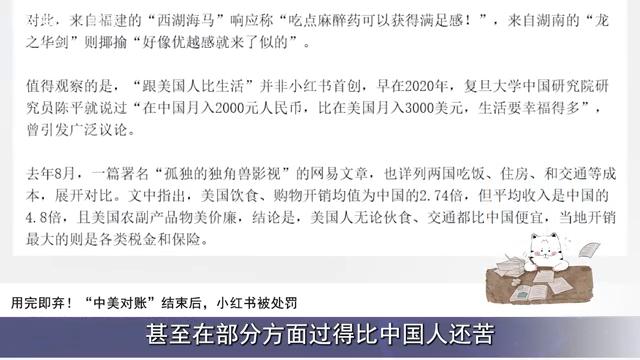 对此，来自福建的“西湖海马”响应称“吃点麻醉药可以获得满足感！”，来自湖南的“龙
之华剑”则揶揄“好像优越感就来了似的”。
值得观察的是，“跟美国人比生活”并非小红书首创，早在2020年，复旦大学中国研究院研
究员陈平就说过“在中国月入2000元人民币，比在美国月入3000美元，生活要幸福得多”，
曾引发广泛议论。
去年8月，一篇署名“孤独的独角兽影视”的网易文章，也详列两国吃饭、住房、和交通等成
本，展开对比。文中指出，美国饮食、购物开销均值为中国的2.74倍，但平均收入是中国的
4.8倍，且美国农副产品物美价廉，结论是，美国人无论伙食、交通都比中国便宜，当地开销
最大的则是各类税金和保险。
用完即弃！“中美对账”结束后，小红书被处罚
甚至在部分方面过得比中国人还苦